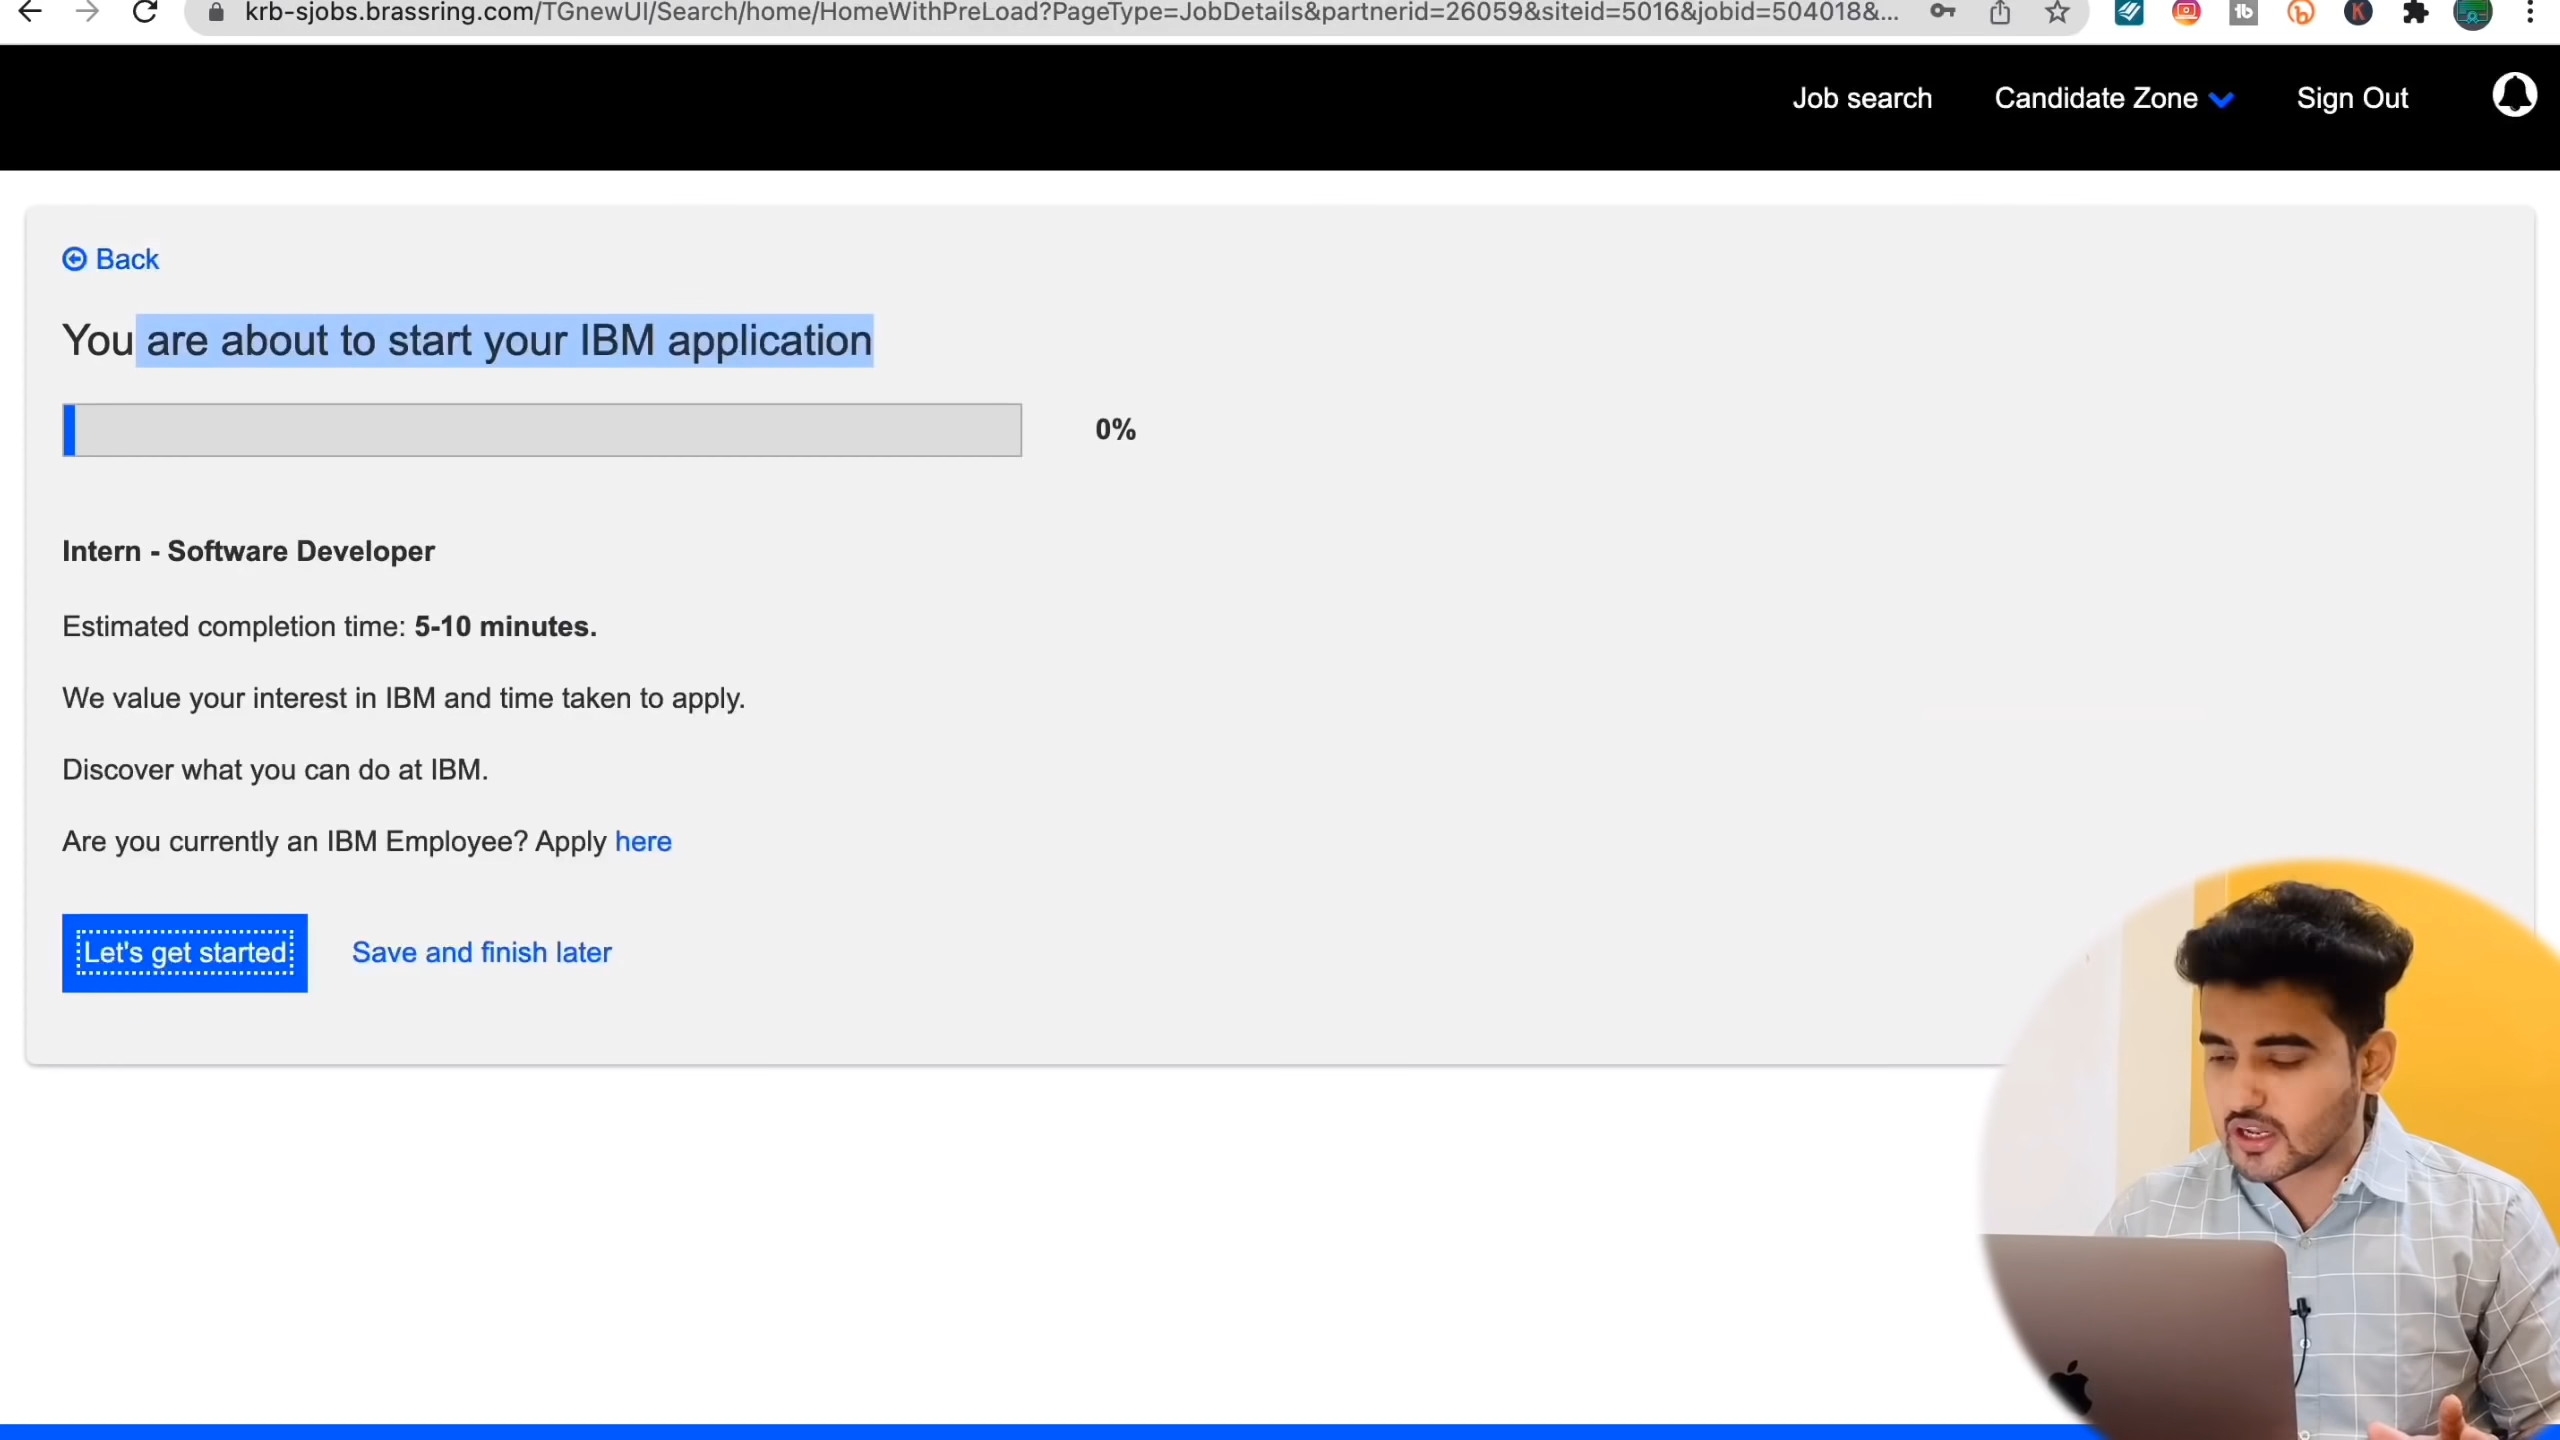 krb-sjobs.brassring.com/TGnewUI/Search/home/HomeWithPreLoad?PageType=JobDetails&partnerid=26059&siteid=5016&jobid=504018&...
Job search
Candidate Zone
Sign Out
Back
You are about to start your IBM application
0%
Intern - Software Developer
Estimated completion time: 5-10 minutes.
We value your interest in IBM and time taken to apply.
Discover what you can do at IBM.
Are you currently an IBM Employee? Apply here
Let's get started
Save and finish later